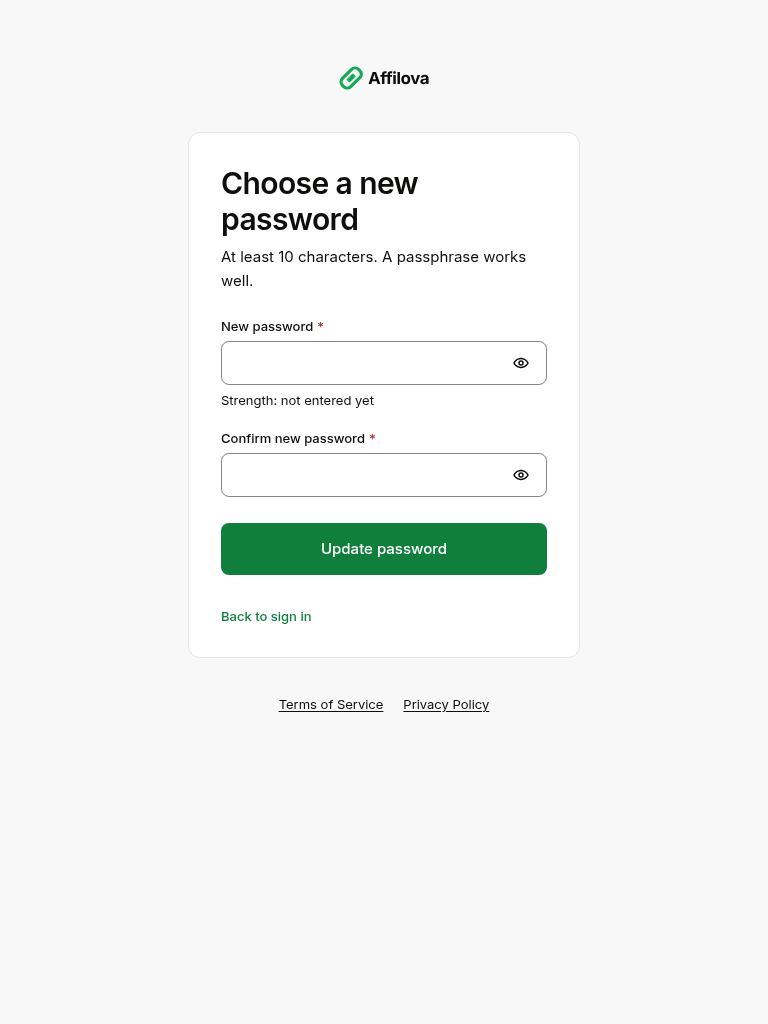 Affilova
Choose a new
password
At least 10 characters. A passphrase works
well.
New password *
Strength: not entered yet
Confirm new password *
Update password
Back to sign in
Terms of Service Privacy Policy